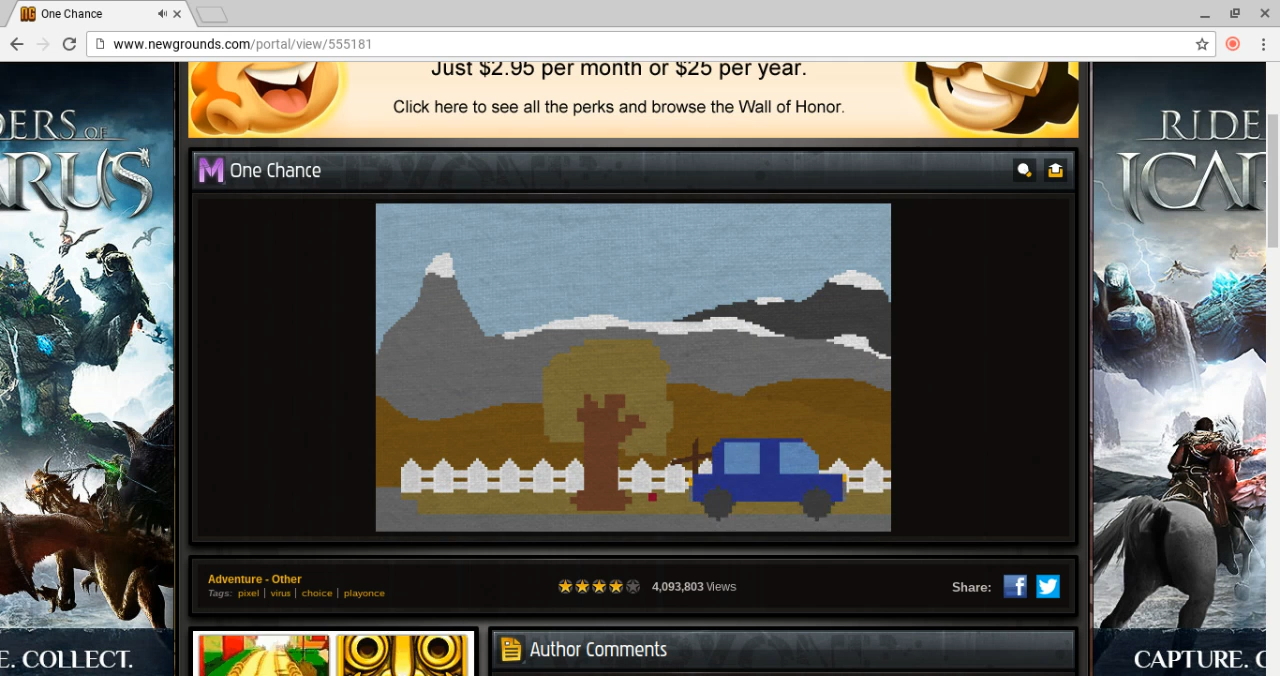 One Chance
www.newgrounds.com/portal/view/555181
Just $2.95 per month or $25 per year.
Click here to see all the perks and browse the Wall of Honor.
DERS OF
ARUS
RIDE
ICA
M One Chance
Adventure - Other
Tags: pixel | virus | choice | playonce
4,093,803 Views
Share:
Author Comments
E. COLLECT.
CAPTURE. C